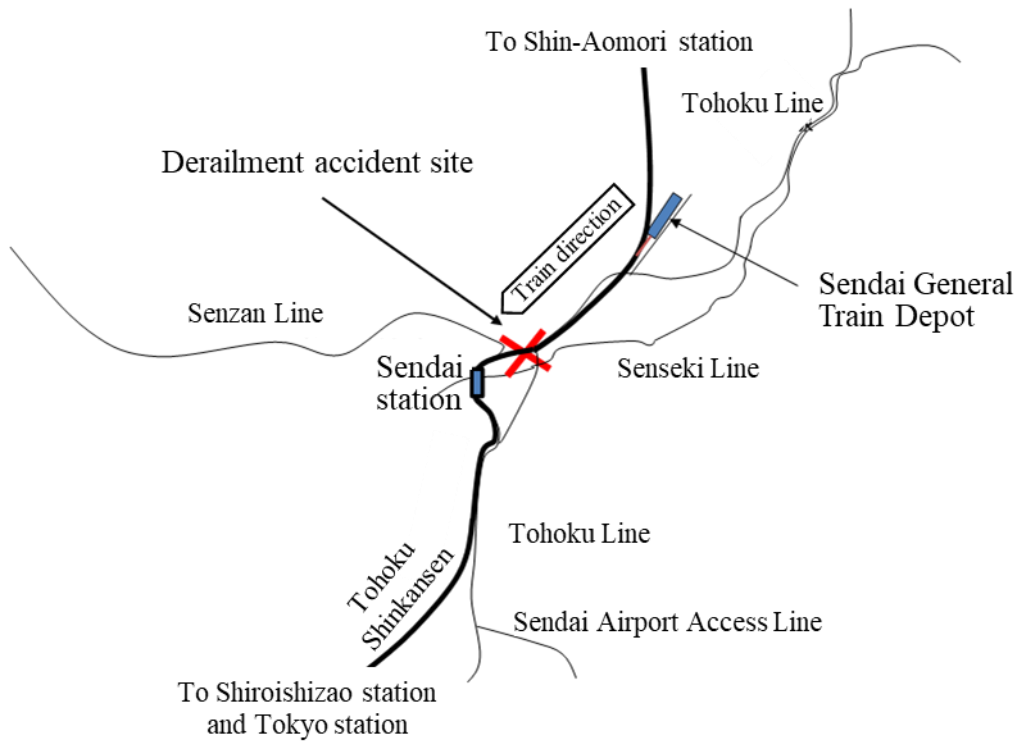 To Shin-Aomori station
Tohoku Line
Derailment accident site
Train direction
Sendai General
Train Depot
Senzan Line
Sendai
station
Senseki Line
Tohoku Line
Tohoku
Shinkansen
Sendai Airport Access Line
To Shiroishizao station
and Tokyo station